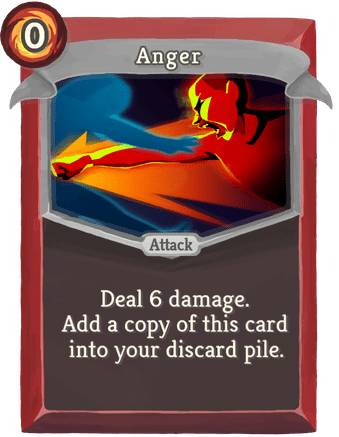 0
Anger
Attack
Deal 6 damage.
Add a copy of this card
into your discard pile.